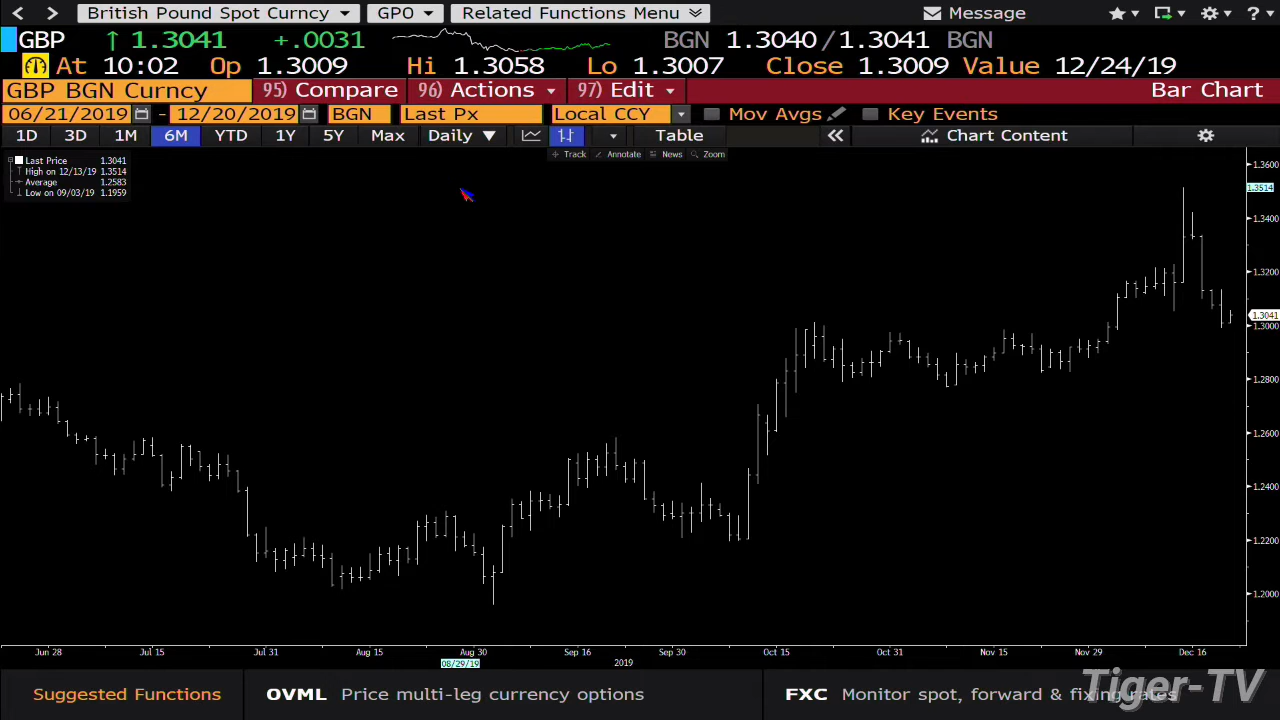 British Pound Spot Curncy GPO Related Functions Menu Message ?
GBP ↑ 1.3041 +.0031 BGN 1.3040/1.3041 BGN
At 10:02 Op 1.3009 Hi 1.3058 Lo 1.3007 Close 1.3009 Value 12/24/19
GBP BGN Curncy 95) Compare 96) Actions 97) Edit Bar Chart
06/21/2019 - 12/20/2019 BGN Last Px Local CCY Mov Avgs Key Events
1D 3D 1M 6M YTD 1Y 5Y Max Daily ▼ Table « Chart Content
Track Annotate News Zoom
Last Price 1.3041
High on 12/13/19 1.3514
Average 1.2583
Low on 09/03/19 1.1959
1.3600
1.3514
1.3400
1.3200
1.3041
1.3000
1.2800
1.2600
1.2400
1.2200
1.2000
Jun 28 Jul 15 Jul 31 Aug 15 Aug 30 Sep 16 Sep 30 Oct 15 Oct 31 Nov 15 Nov 29 Dec 16
08/29/19 2019
Suggested Functions OVML Price multi-leg currency options FXC Monitor spot, forward & fixing rates
Tiger-TV